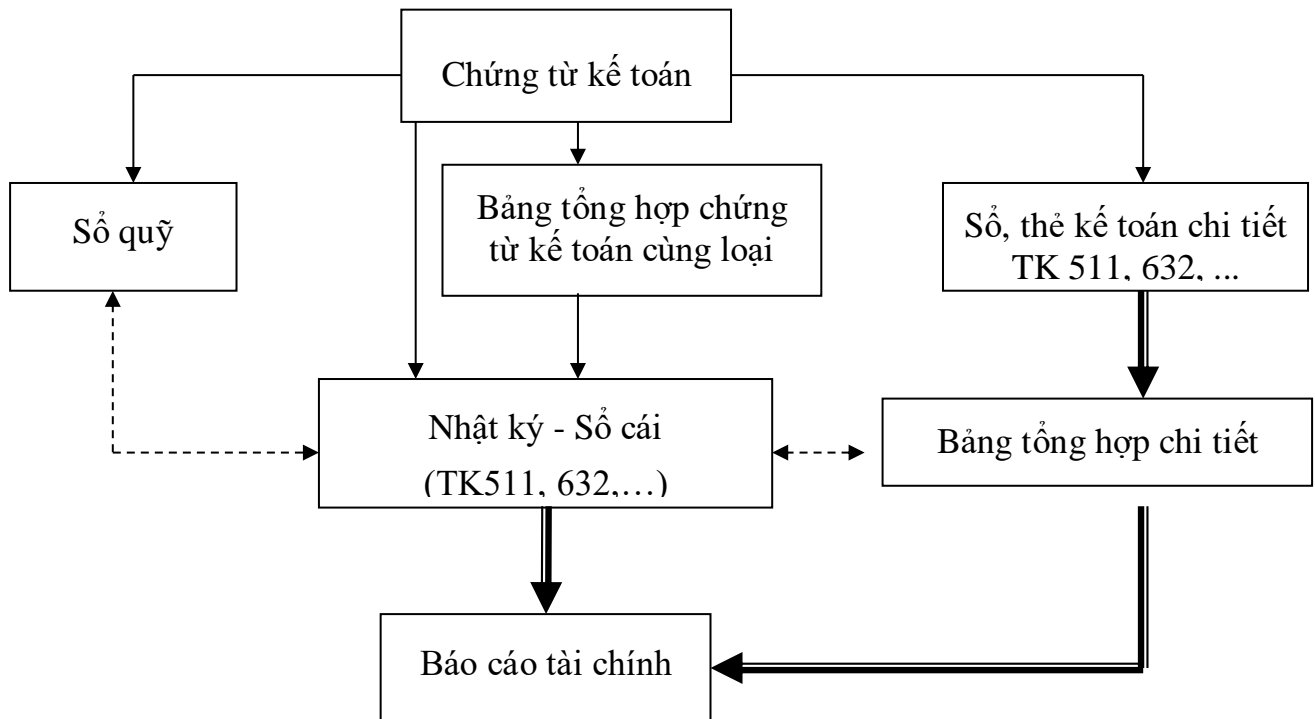 Chứng từ kế toán
Sổ quỹ
Bảng tổng hợp chứng
từ kế toán cùng loại
Sổ, thẻ kế toán chi tiết
TK 511, 632, ...
Nhật ký - Sổ cái
(TK511, 632,…)
Bảng tổng hợp chi tiết
Báo cáo tài chính